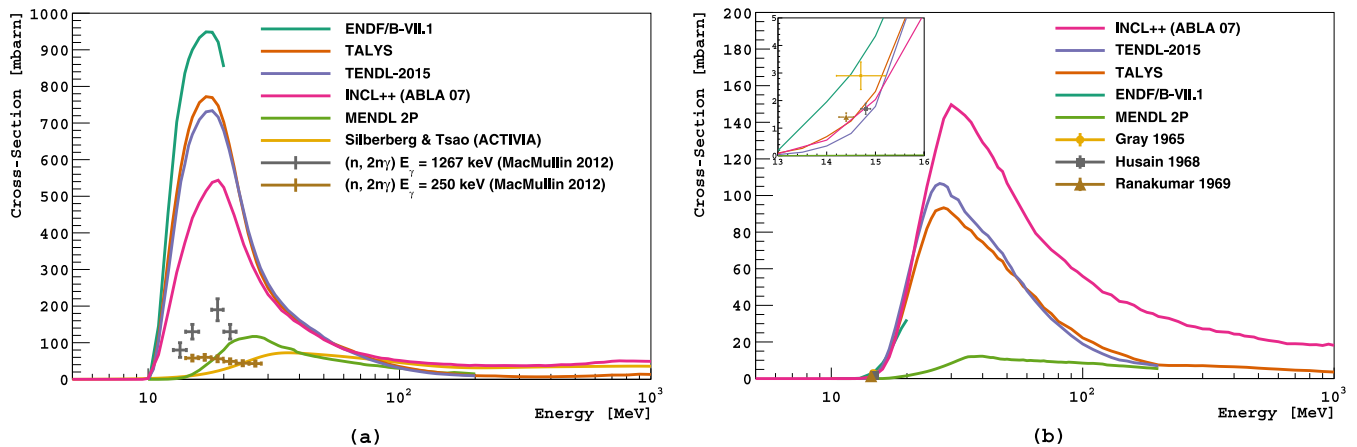 Cross-Section [mbarn]
1000
900
800
700
600
500
400
300
200
100
0
ENDF/B-VII.1
TALYS
TENDL-2015
INCL++ (ABLA 07)
MENDL 2P
Silberberg & Tsao (ACTIVIA)
(n, 2nγ) Eγ = 1267 keV (MacMullin 2012)
(n, 2nγ) Eγ = 250 keV (MacMullin 2012)
10
10²
10³
Energy [MeV]
(a)
Cross-Section [mbarn]
200
180
160
140
120
100
80
60
40
20
0
5
4
3
2
1
0
13
14
15
16
INCL++ (ABLA 07)
TENDL-2015
TALYS
ENDF/B-VII.1
MENDL 2P
Gray 1965
Husain 1968
Ranakumar 1969
10
10²
10³
Energy [MeV]
(b)